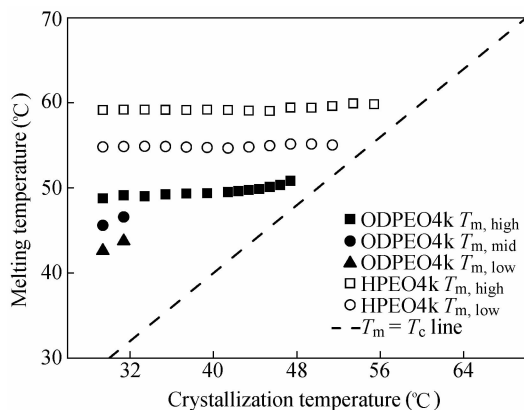 70
60
50
40
30
Melting temperature (℃)
ODPEO4k Tm, high
ODPEO4k Tm, mid
ODPEO4k Tm, low
HPEO4k Tm, high
HPEO4k Tm, low
Tm = Tc line
32 40 48 56 64
Crystallization temperature (℃)